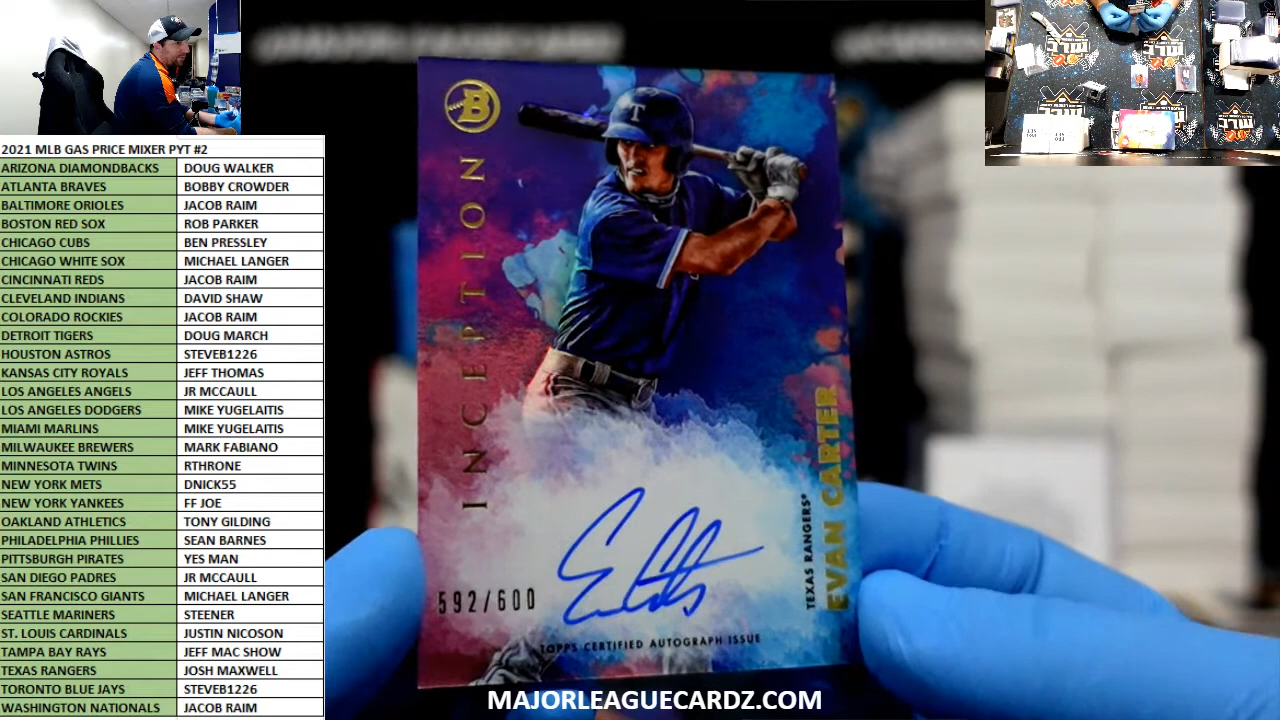 2021 MLB GAS PRICE MIXER PYT #2
ARIZONA DIAMONDBACKS DOUG WALKER
ATLANTA BRAVES BOBBY CROWDER
BALTIMORE ORIOLES JACOB RAIM
BOSTON RED SOX ROB PARKER
CHICAGO CUBS BEN PRESSLEY
CHICAGO WHITE SOX MICHAEL LANGER
CINCINNATI REDS JACOB RAIM
CLEVELAND INDIANS DAVID SHAW
COLORADO ROCKIES JACOB RAIM
DETROIT TIGERS DOUG MARCH
HOUSTON ASTROS STEVEB1226
KANSAS CITY ROYALS JEFF THOMAS
LOS ANGELES ANGELS JR MCCAULL
LOS ANGELES DODGERS MIKE YUGELAITIS
MIAMI MARLINS MIKE YUGELAITIS
MILWAUKEE BREWERS MARK FABIANO
MINNESOTA TWINS RTHRONE
NEW YORK METS DNICK55
NEW YORK YANKEES FF JOE
OAKLAND ATHLETICS TONY GILDING
PHILADELPHIA PHILLIES SEAN BARNES
PITTSBURGH PIRATES YES MAN
SAN DIEGO PADRES JR MCCAULL
SAN FRANCISCO GIANTS MICHAEL LANGER
SEATTLE MARINERS STEENER
ST. LOUIS CARDINALS JUSTIN NICOSON
TAMPA BAY RAYS JEFF MAC SHOW
TEXAS RANGERS JOSH MAXWELL
TORONTO BLUE JAYS STEVEB1226
WASHINGTON NATIONALS JACOB RAIM
B
INCEPTION
T
TEXAS RANGERS®
EVAN CARTER
592/600
TOPPS CERTIFIED AUTOGRAPH ISSUE
MAJORLEAGUECARDZ.COM